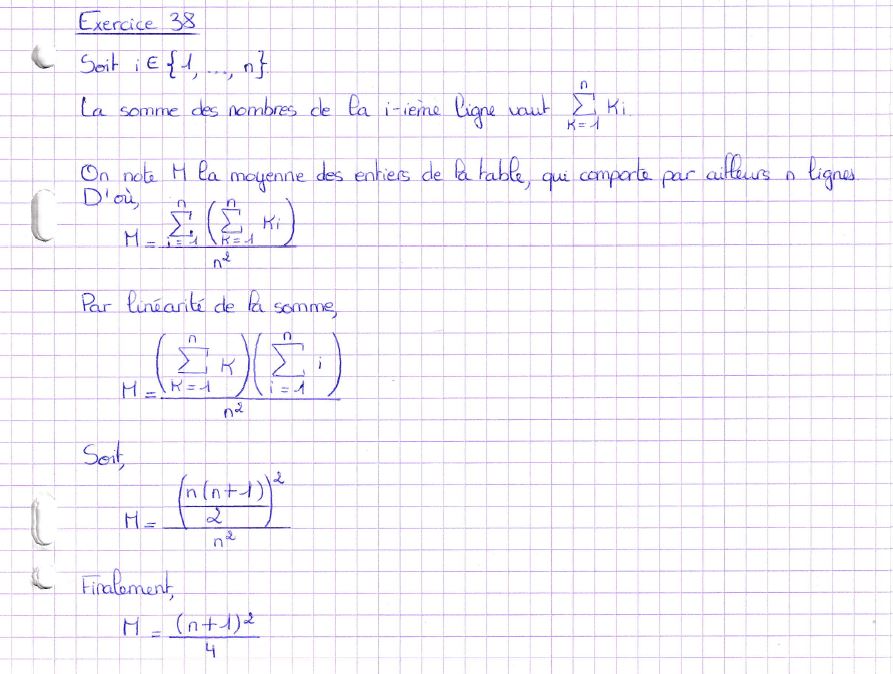 Exercice 38
Soit i ∈ {1, ..., n}.
La somme des nombres de la i-ième ligne vaut \sum_{k=1}^{n} ki.
On note M la moyenne des entiers de la table, qui comporte par ailleurs n lignes.
D'où,
M = \frac{\sum_{i=1}^{n} \left( \sum_{k=1}^{n} ki \right)}{n^2}
Par linéarité de la somme,
M = \frac{\left( \sum_{k=1}^{n} k \right) \left( \sum_{i=1}^{n} i \right)}{n^2}
Soit,
M = \frac{\left( \frac{n(n+1)}{2} \right)^2}{n^2}
Finalement,
M = \frac{(n+1)^2}{4}